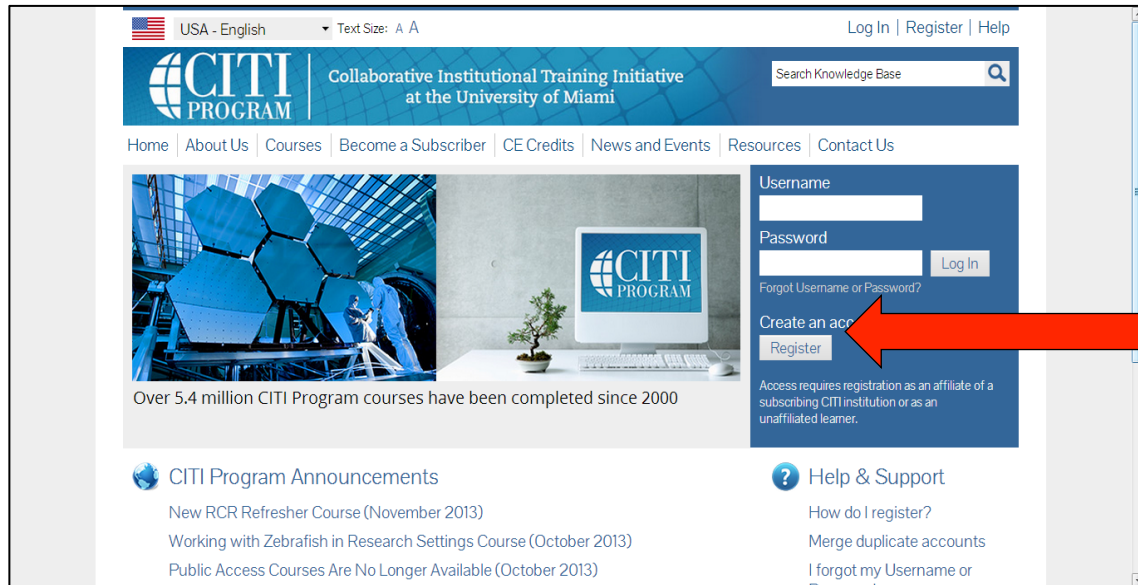 USA - English
Text Size: A A
Log In | Register | Help
CITI
PROGRAM
Collaborative Institutional Training Initiative
at the University of Miami
Search Knowledge Base
Home | About Us | Courses | Become a Subscriber | CE Credits | News and Events | Resources | Contact Us
CITI
PROGRAM
Over 5.4 million CITI Program courses have been completed since 2000
Username
Password
Log In
Forgot Username or Password?
Create an
Register
Access requires registration as an affiliate of a
subscribing CITI institution or as an
unaffiliated learner.
CITI Program Announcements
New RCR Refresher Course (November 2013)
Working with Zebrafish in Research Settings Course (October 2013)
Public Access Courses Are No Longer Available (October 2013)
? Help & Support
How do I register?
Merge duplicate accounts
I forgot my Username or